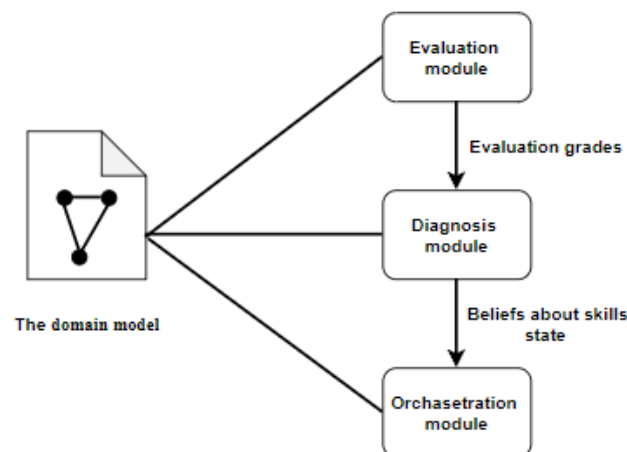 Evaluation
module
Evaluation grades
Diagnosis
module
The domain model
Beliefs about skills
state
Orchasetration
module